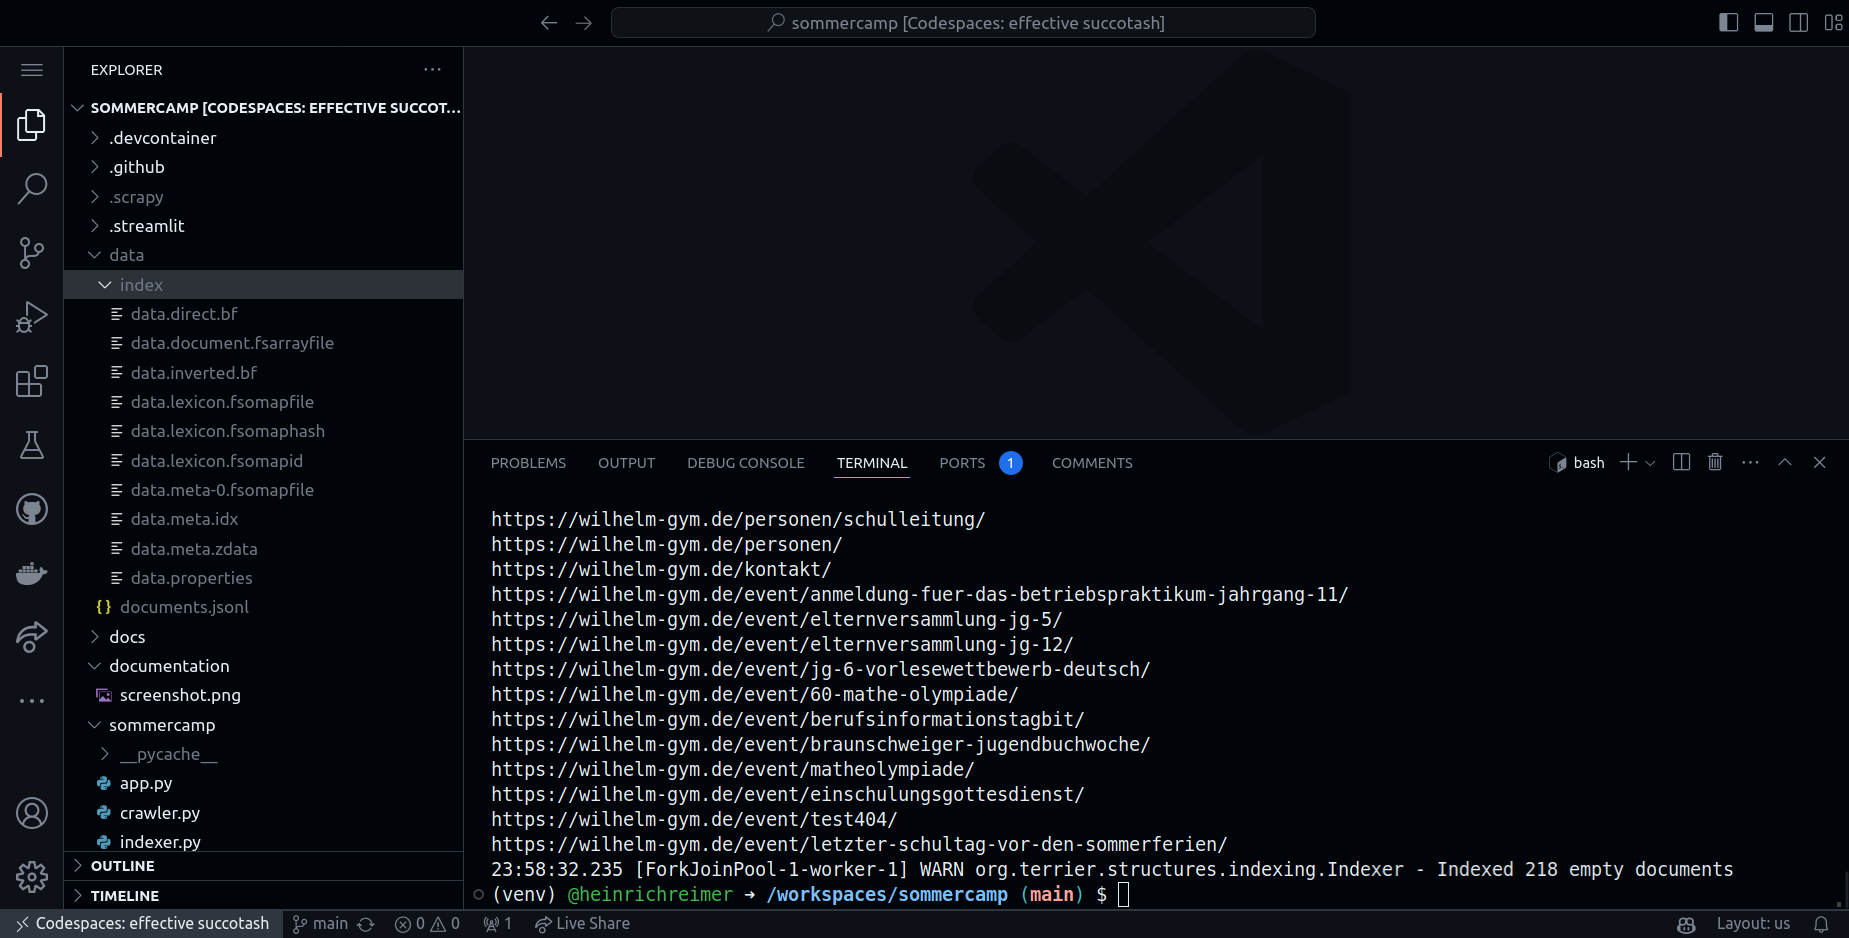 sommercamp [Codespaces: effective succotash]
EXPLORER
SOMMERCAMP [CODESPACES: EFFECTIVE SUCCOT...
.devcontainer
.github
.scrapy
.streamlit
data
index
data.direct.bf
data.document.fsarrayfile
data.inverted.bf
data.lexicon.fsomapfile
data.lexicon.fsomaphash
data.lexicon.fsomapid
data.meta-0.fsomapfile
data.meta.idx
data.meta.zdata
data.properties
{} documents.jsonl
docs
documentation
screenshot.png
sommercamp
__pycache__
app.py
crawler.py
indexer.py
OUTLINE
TIMELINE
PROBLEMS OUTPUT DEBUG CONSOLE TERMINAL PORTS 1 COMMENTS
bash
https://wilhelm-gym.de/personen/schulleitung/
https://wilhelm-gym.de/personen/
https://wilhelm-gym.de/kontakt/
https://wilhelm-gym.de/event/anmeldung-fuer-das-betriebspraktikum-jahrgang-11/
https://wilhelm-gym.de/event/elternversammlung-jg-5/
https://wilhelm-gym.de/event/elternversammlung-jg-12/
https://wilhelm-gym.de/event/jg-6-vorlesewettbewerb-deutsch/
https://wilhelm-gym.de/event/60-mathe-olympiade/
https://wilhelm-gym.de/event/berufsinformationstagbit/
https://wilhelm-gym.de/event/braunschweiger-jugendbuchwoche/
https://wilhelm-gym.de/event/matheolympiade/
https://wilhelm-gym.de/event/einschulungsgottesdienst/
https://wilhelm-gym.de/event/test404/
https://wilhelm-gym.de/event/letzter-schultag-vor-den-sommerferien/
23:58:32.235 [ForkJoinPool-1-worker-1] WARN org.terrier.structures.indexing.Indexer - Indexed 218 empty documents
(venv) @heinrichreimer ➜ /workspaces/sommercamp (main) $
Codespaces: effective succotash main 0 0 1 Live Share Layout: us